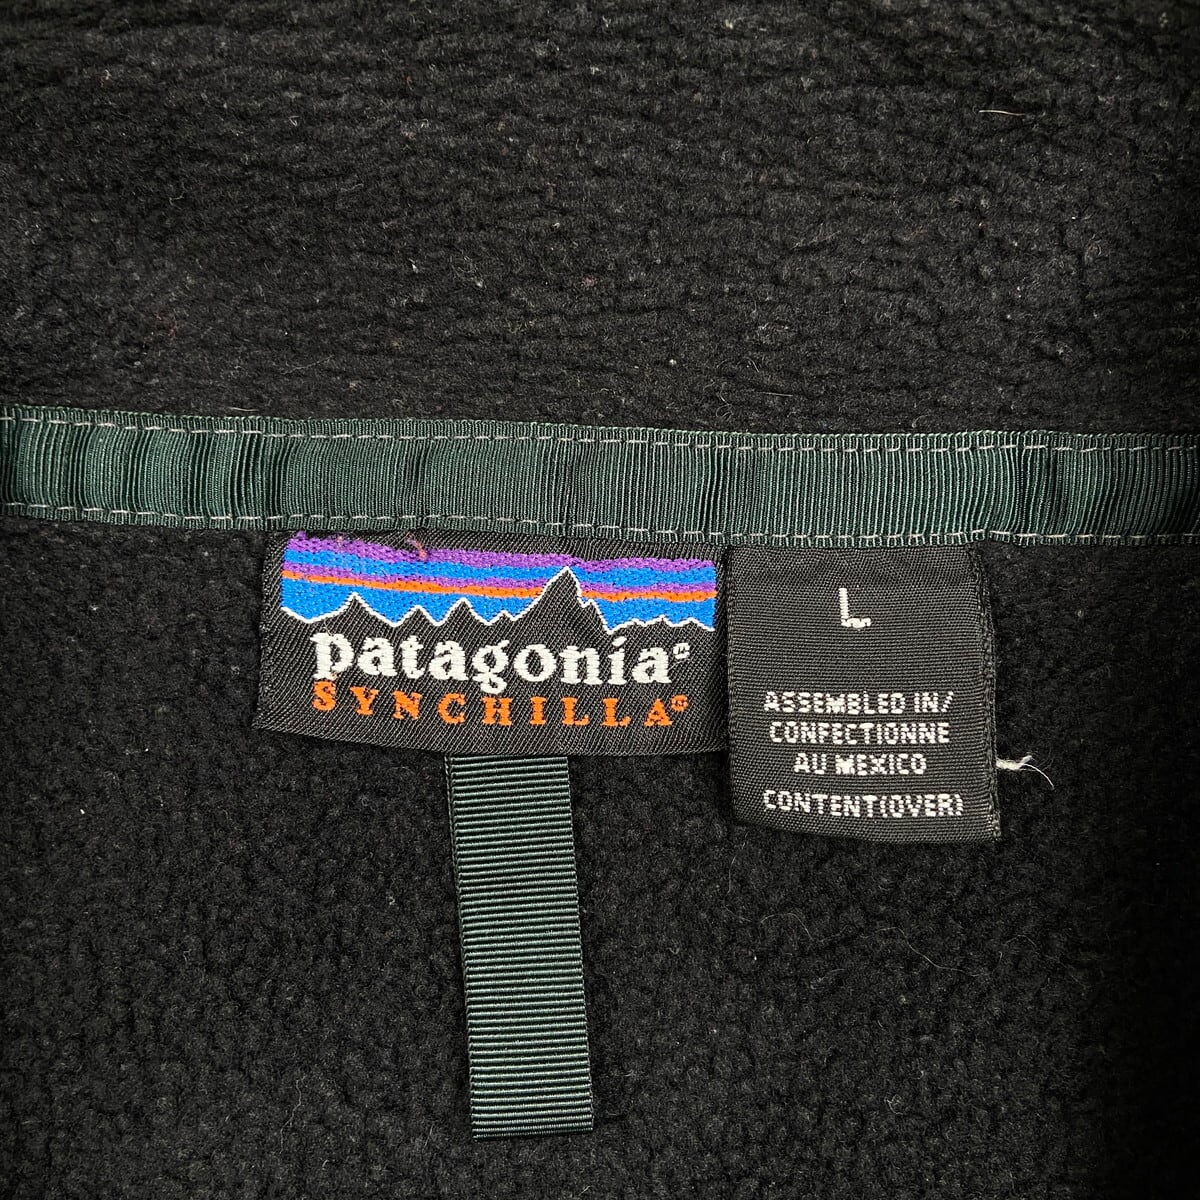 patagonia®
SYNCHILLA®
L
ASSEMBLED IN/
CONFECTIONNE
AU MEXICO
CONTENT(OVER)